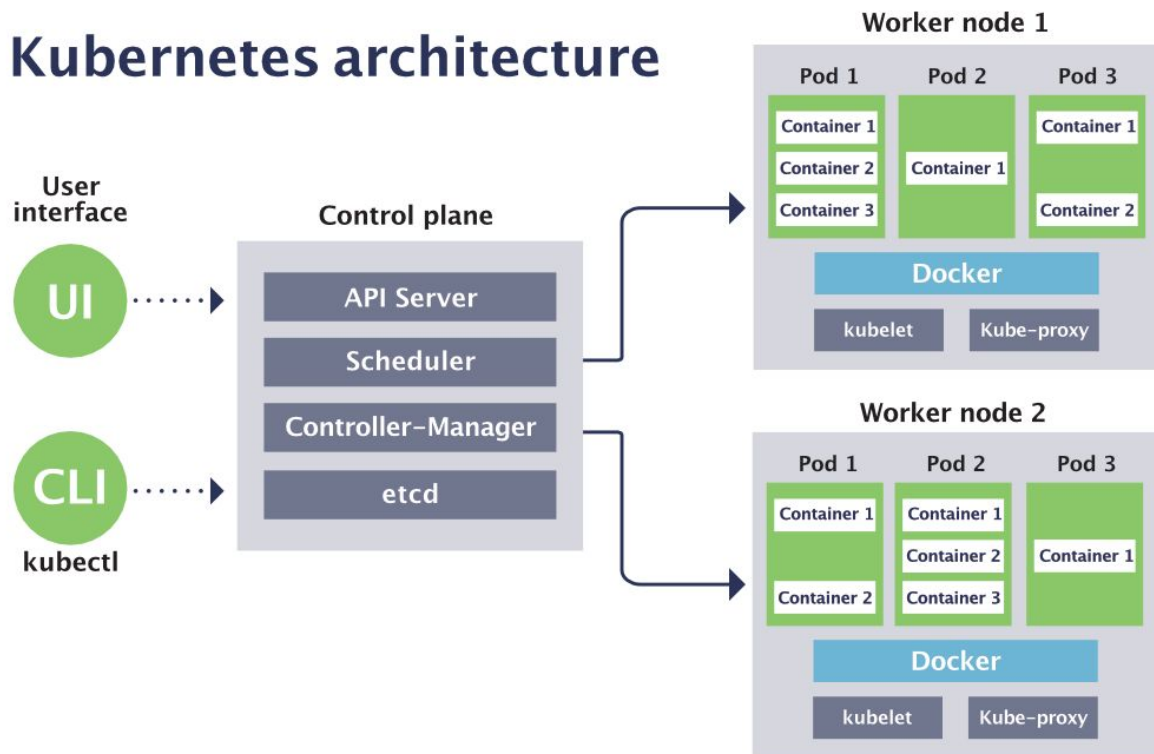 Kubernetes architecture
User
interface
UI
CLI
kubectl
Control plane
API Server
Scheduler
Controller-Manager
etcd
Worker node 1
Pod 1
Container 1
Container 2
Container 3
Pod 2
Container 1
Pod 3
Container 1
Container 2
Docker
kubelet
Kube-proxy
Worker node 2
Pod 1
Container 1
Container 2
Pod 2
Container 1
Container 2
Container 3
Pod 3
Container 1
Docker
kubelet
Kube-proxy